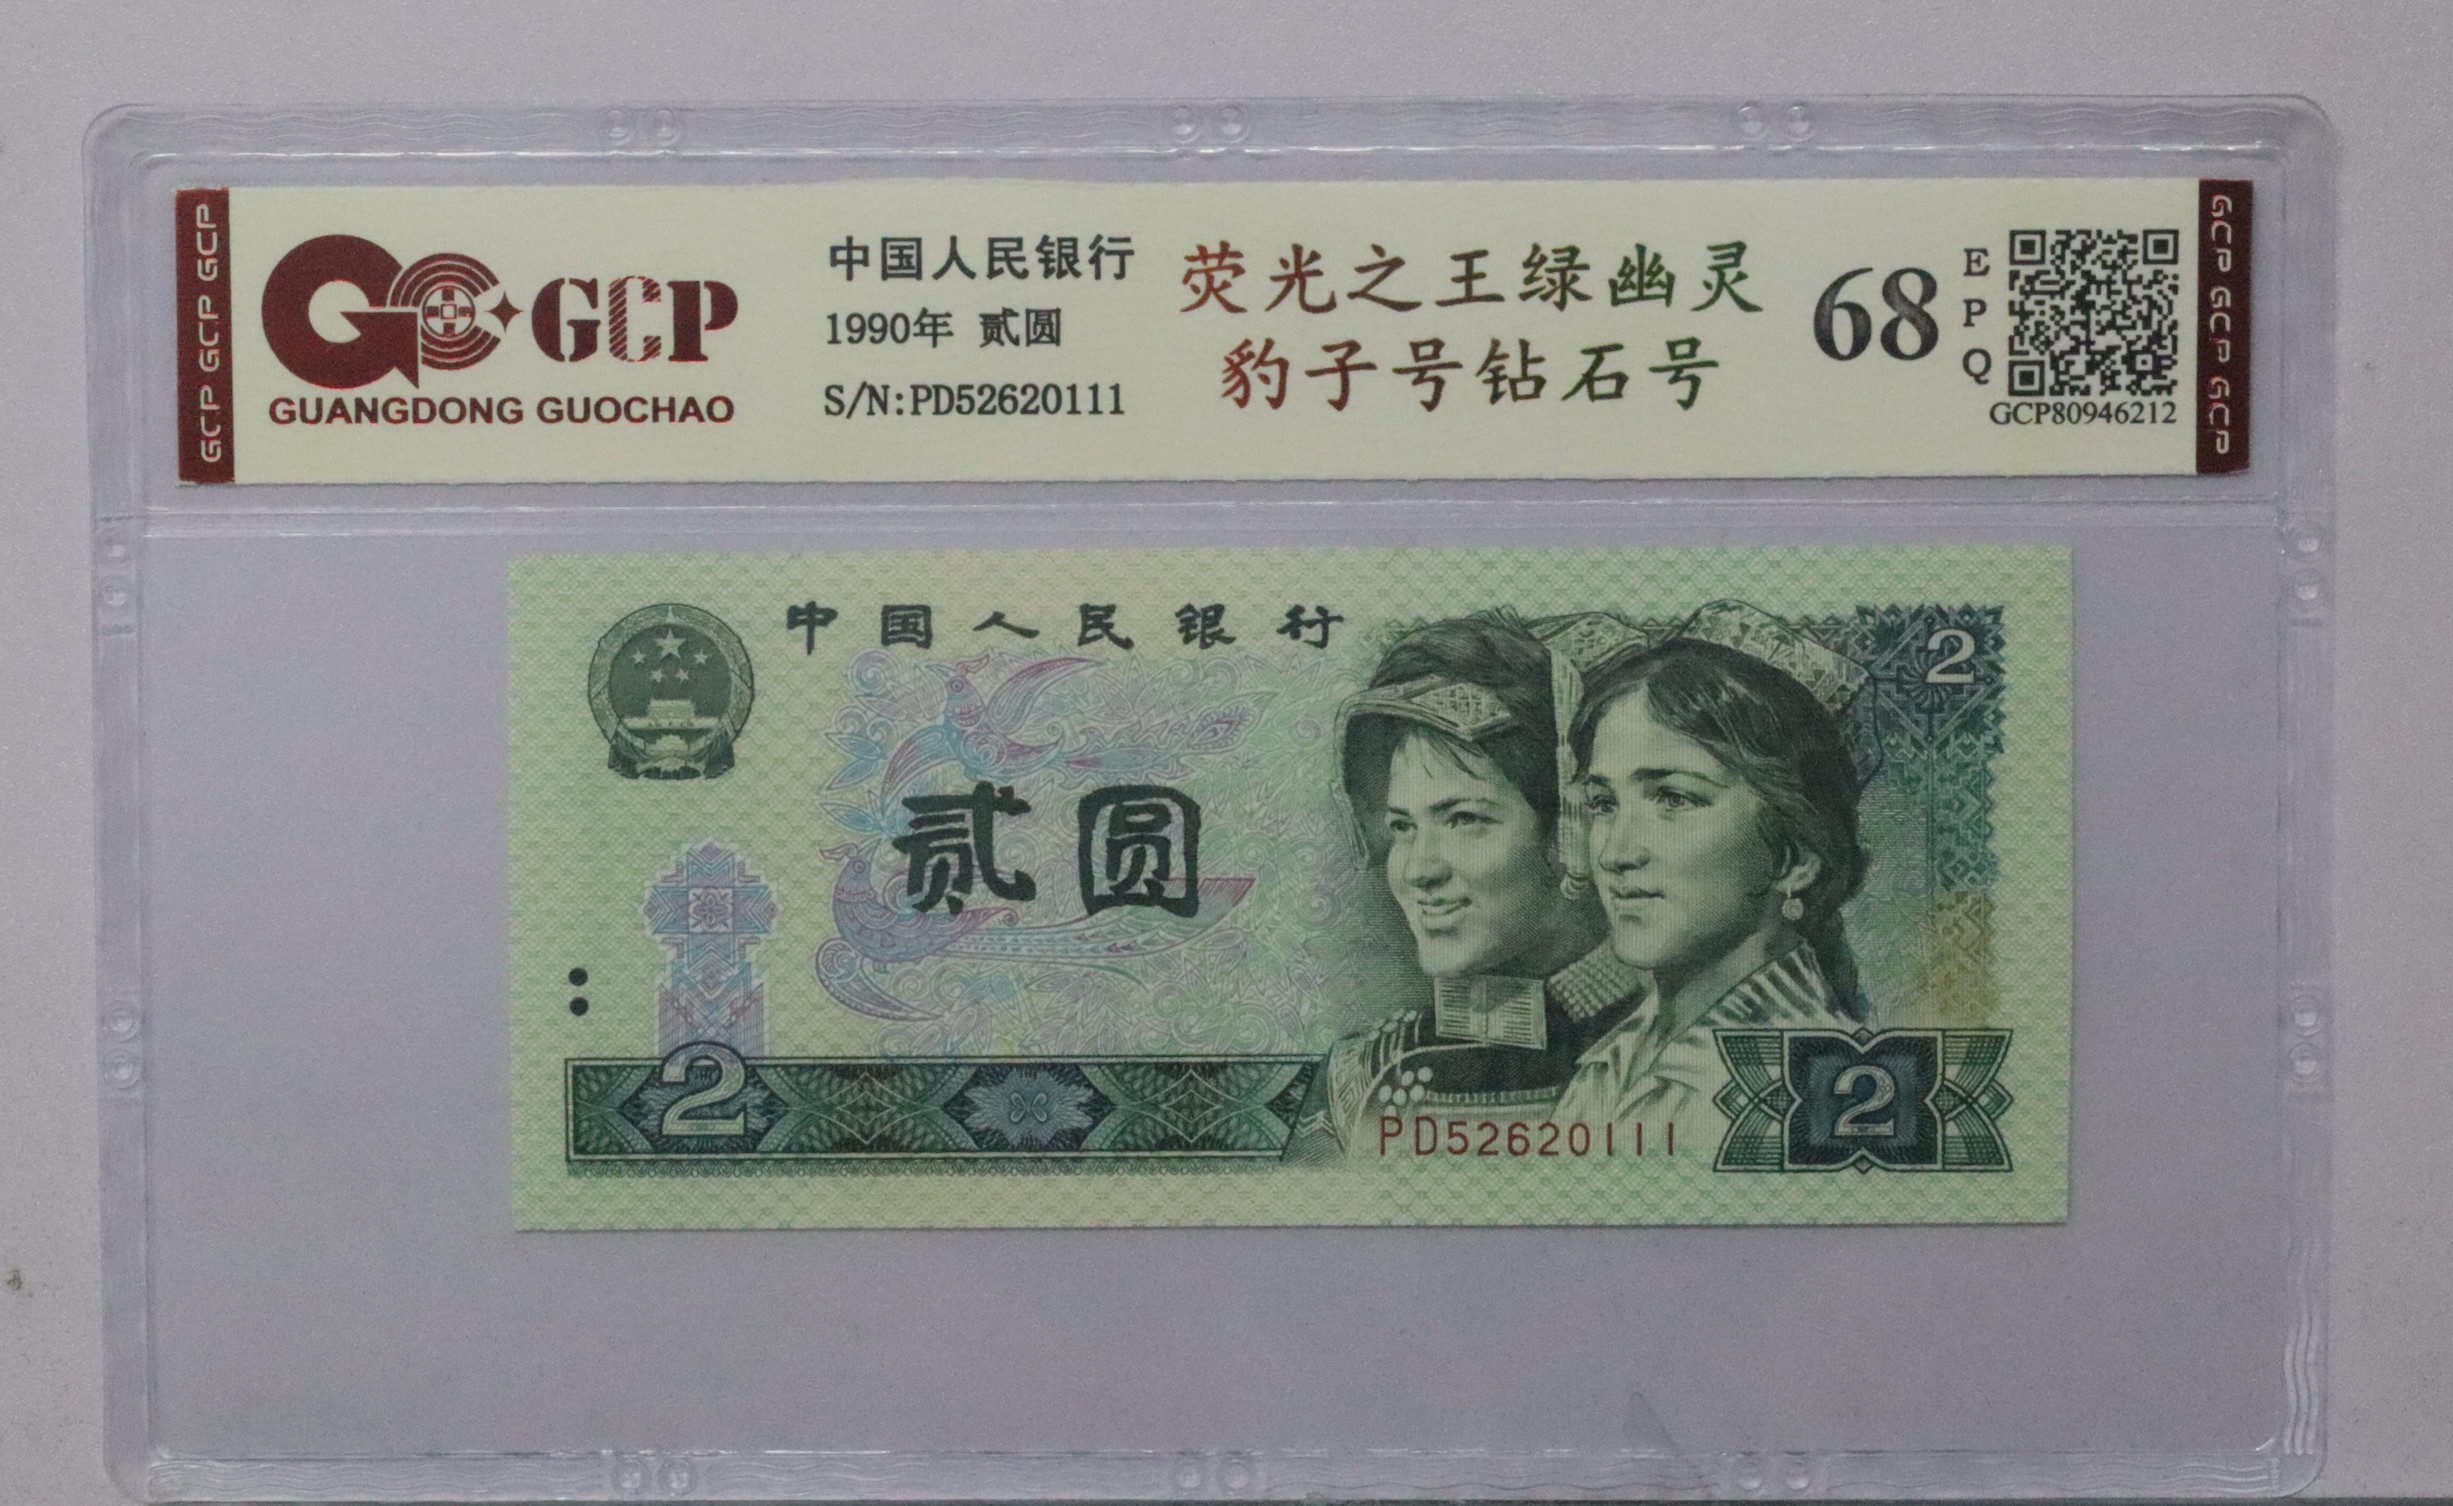 GCP GCP GCP
GCP
GUANGDONG GUOCHAO
中国人民银行
1990年 贰圆
S/N:PD52620111
荧光之王绿幽灵
豹子号钻石号
68
E
P
Q
GCP80946212
GCP GCP GCP
中国人民银行
2
贰圆
2
PD52620111
2